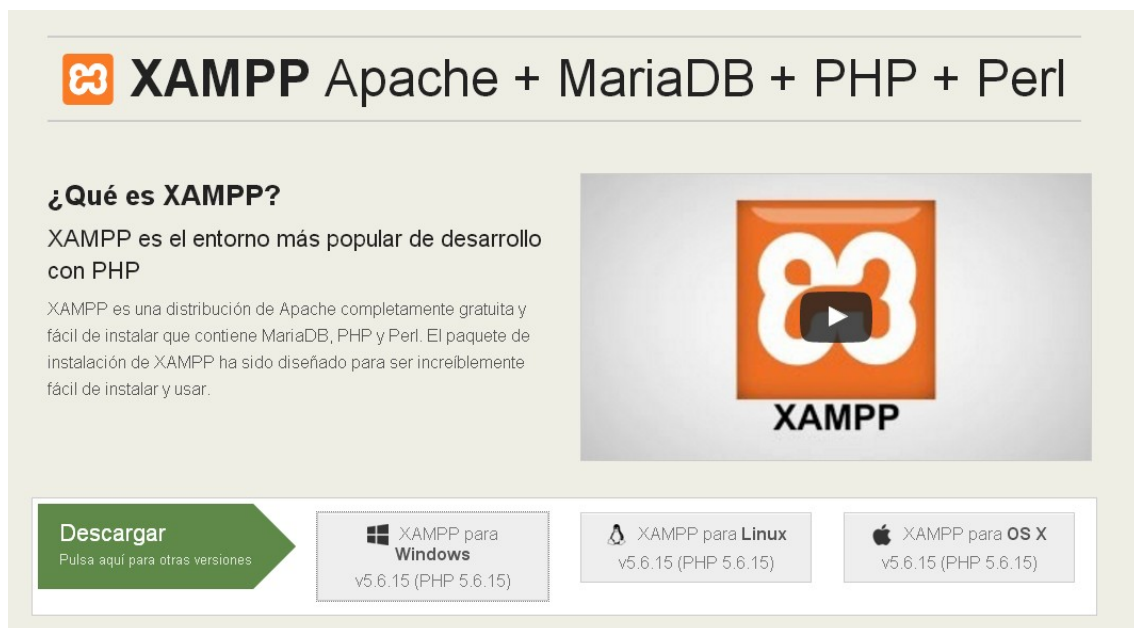 XAMPP Apache + MariaDB + PHP + Perl
¿Qué es XAMPP?
XAMPP es el entorno más popular de desarrollo
con PHP
XAMPP es una distribución de Apache completamente gratuita y
fácil de instalar que contiene MariaDB, PHP y Perl. El paquete de
instalación de XAMPP ha sido diseñado para ser increíblemente
fácil de instalar y usar.
XAMPP
Descargar
Pulsa aquí para otras versiones
XAMPP para
Windows
v5.6.15 (PHP 5.6.15)
XAMPP para Linux
v5.6.15 (PHP 5.6.15)
XAMPP para OS X
v5.6.15 (PHP 5.6.15)